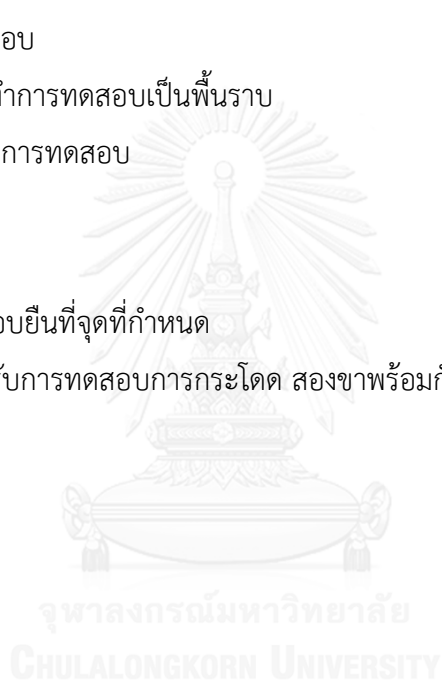 อบ
ทำการทดสอบเป็นพื้นราบ
การทดสอบ
อบยืนที่จุดที่กำหนด
ับการทดสอบการกระโดด สองขาพร้อมกั
จุฬาลงกรณ์มหาวิทยาลัย
CHULALONGKORN UNIVERSITY